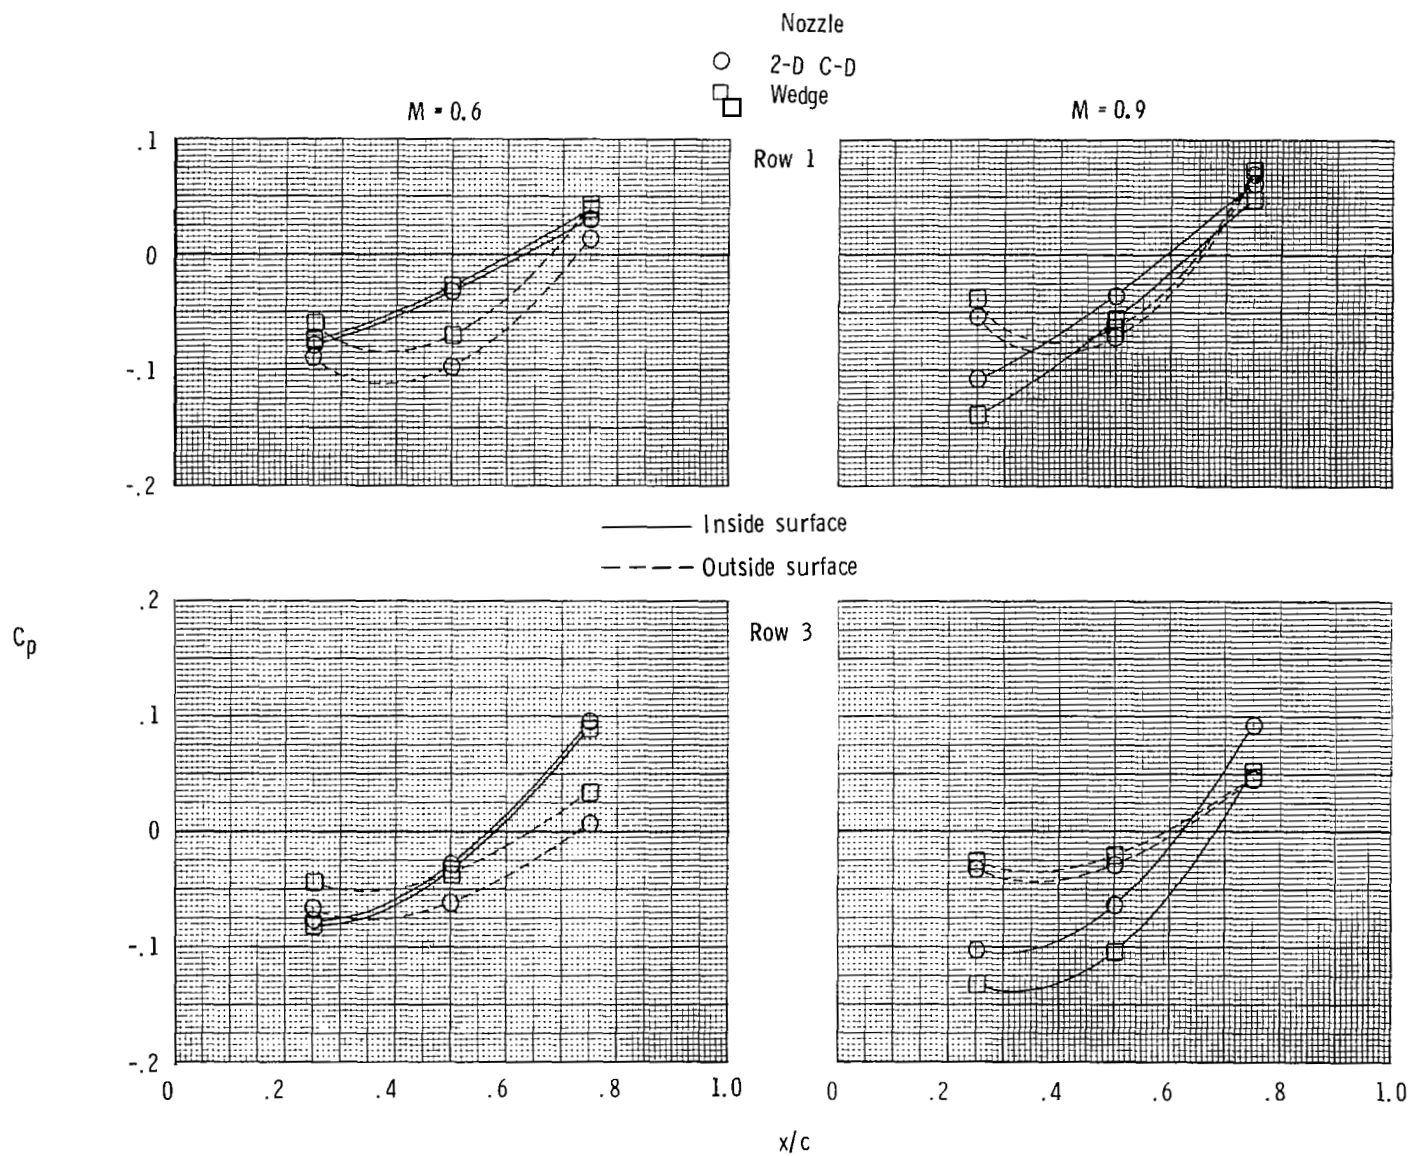 Nozzle
2-D C-D
Wedge
M = 0.6
M = 0.9
.1
Row 1
0
-.1
-.2
Inside surface
Outside surface
.2
Row 3
Cp
.1
0
-.1
-.2
0 .2 .4 .6 .8 1.0
0 .2 .4 .6 .8 1.0
x/c